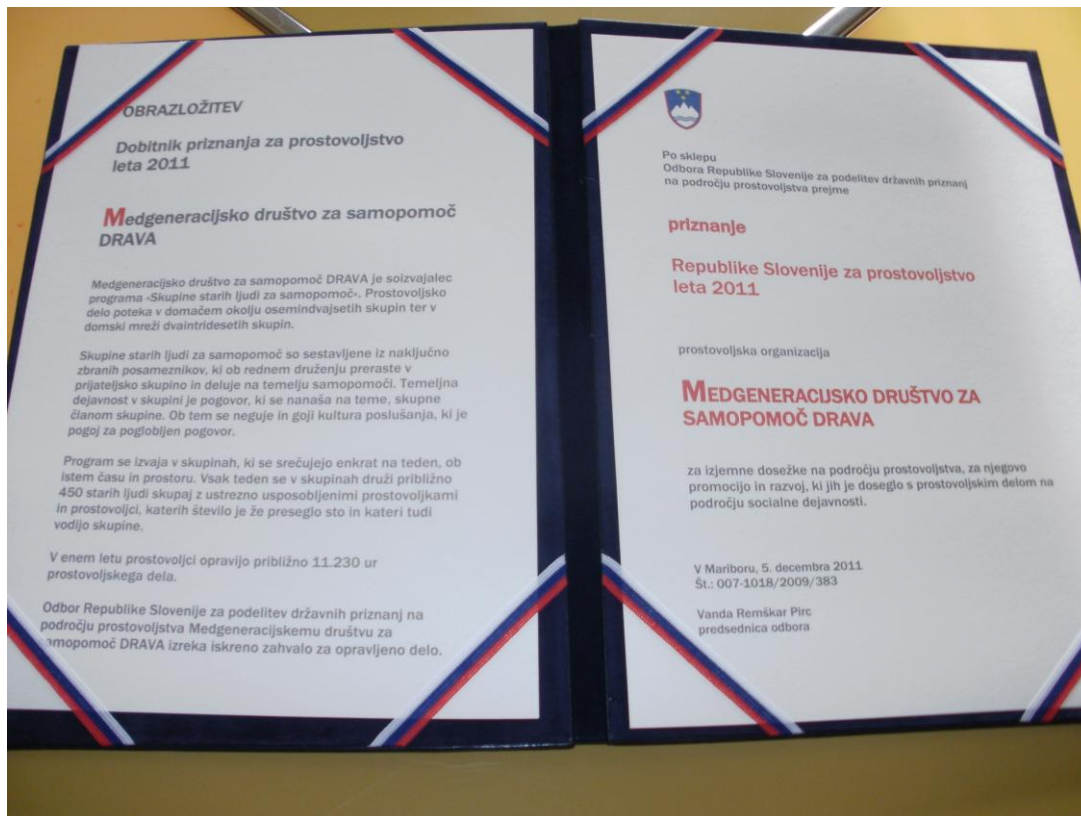 OBRAZLOŽITEV
Dobitnik priznanja za prostovoljstvo
leta 2011
Medgeneracijsko društvo za samopomoč
DRAVA
Medgeneracijsko društvo za samopomoč DRAVA je soizvajalec
programa »Skupine starih ljudi za samopomoč«. Prostovoljsko
delo poteka v domačem okolju osemindvajsetih skupin ter v
domski mreži dvaintridesetih skupin.
Skupine starih ljudi za samopomoč so sestavljene iz naključno
zbranih posameznikov, ki ob rednem druženju preraste v
prijateljsko skupino in deluje na temelju samopomoči. Temeljna
dejavnost v skupini je pogovor, ki se nanaša na teme, skupne
članom skupine. Ob tem se neguje in goji kultura poslušanja, ki je
pogoj za poglobljen pogovor.
Program se izvaja v skupinah, ki se srečujejo enkrat na teden, ob
istem času in prostoru. Vsak teden se v skupinah druži približno
450 starih ljudi skupaj z ustrezno usposobljenimi prostovoljkami
in prostovoljci, katerih število je že preseglo sto in kateri tudi
vodijo skupine.
V enem letu prostovoljci opravijo približno 11.230 ur
prostovoljskega dela.
Odbor Republike Slovenije za podelitev državnih priznanj na
področju prostovoljstva Medgeneracijskemu društvu za
samopomoč DRAVA izreka iskreno zahvalo za opravljeno delo.
Po sklepu
Odbora Republike Slovenije za podelitev državnih priznanj
na področju prostovoljstva prejme
priznanje
Republike Slovenije za prostovoljstvo
leta 2011
prostovoljska organizacija
MEDGENERACIJSKO DRUŠTVO ZA
SAMOPOMOČ DRAVA
za izjemne dosežke na področju prostovoljstva, za njegovo
promocijo in razvoj, ki jih je doseglo s prostovoljskim delom na
področju socialne dejavnosti.
V Mariboru, 5. decembra 2011
Št.: 007-1018/2009/383
Vanda Remškar Pirc
predsednica odbora